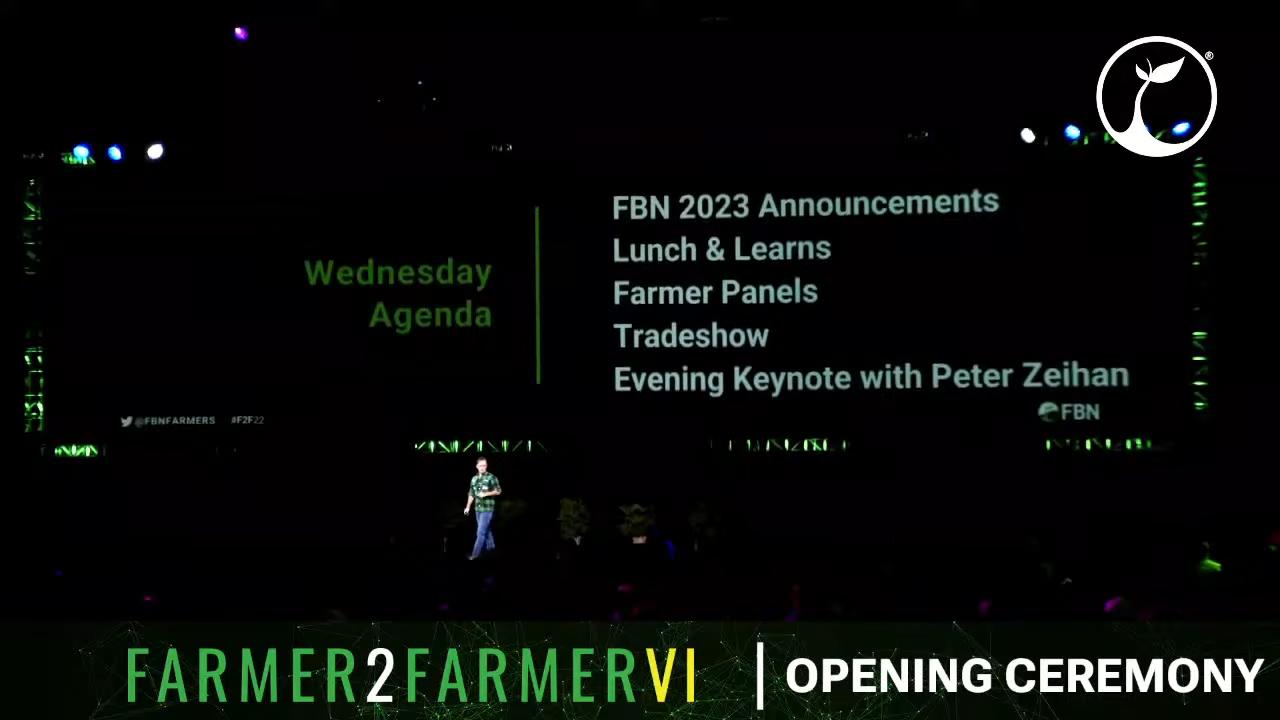 ®
Wednesday
Agenda
FBN 2023 Announcements
Lunch & Learns
Farmer Panels
Tradeshow
Evening Keynote with Peter Zeihan
@FBNFARMERS #F2F22
FBN
FARMER2FARMERVI | OPENING CEREMONY